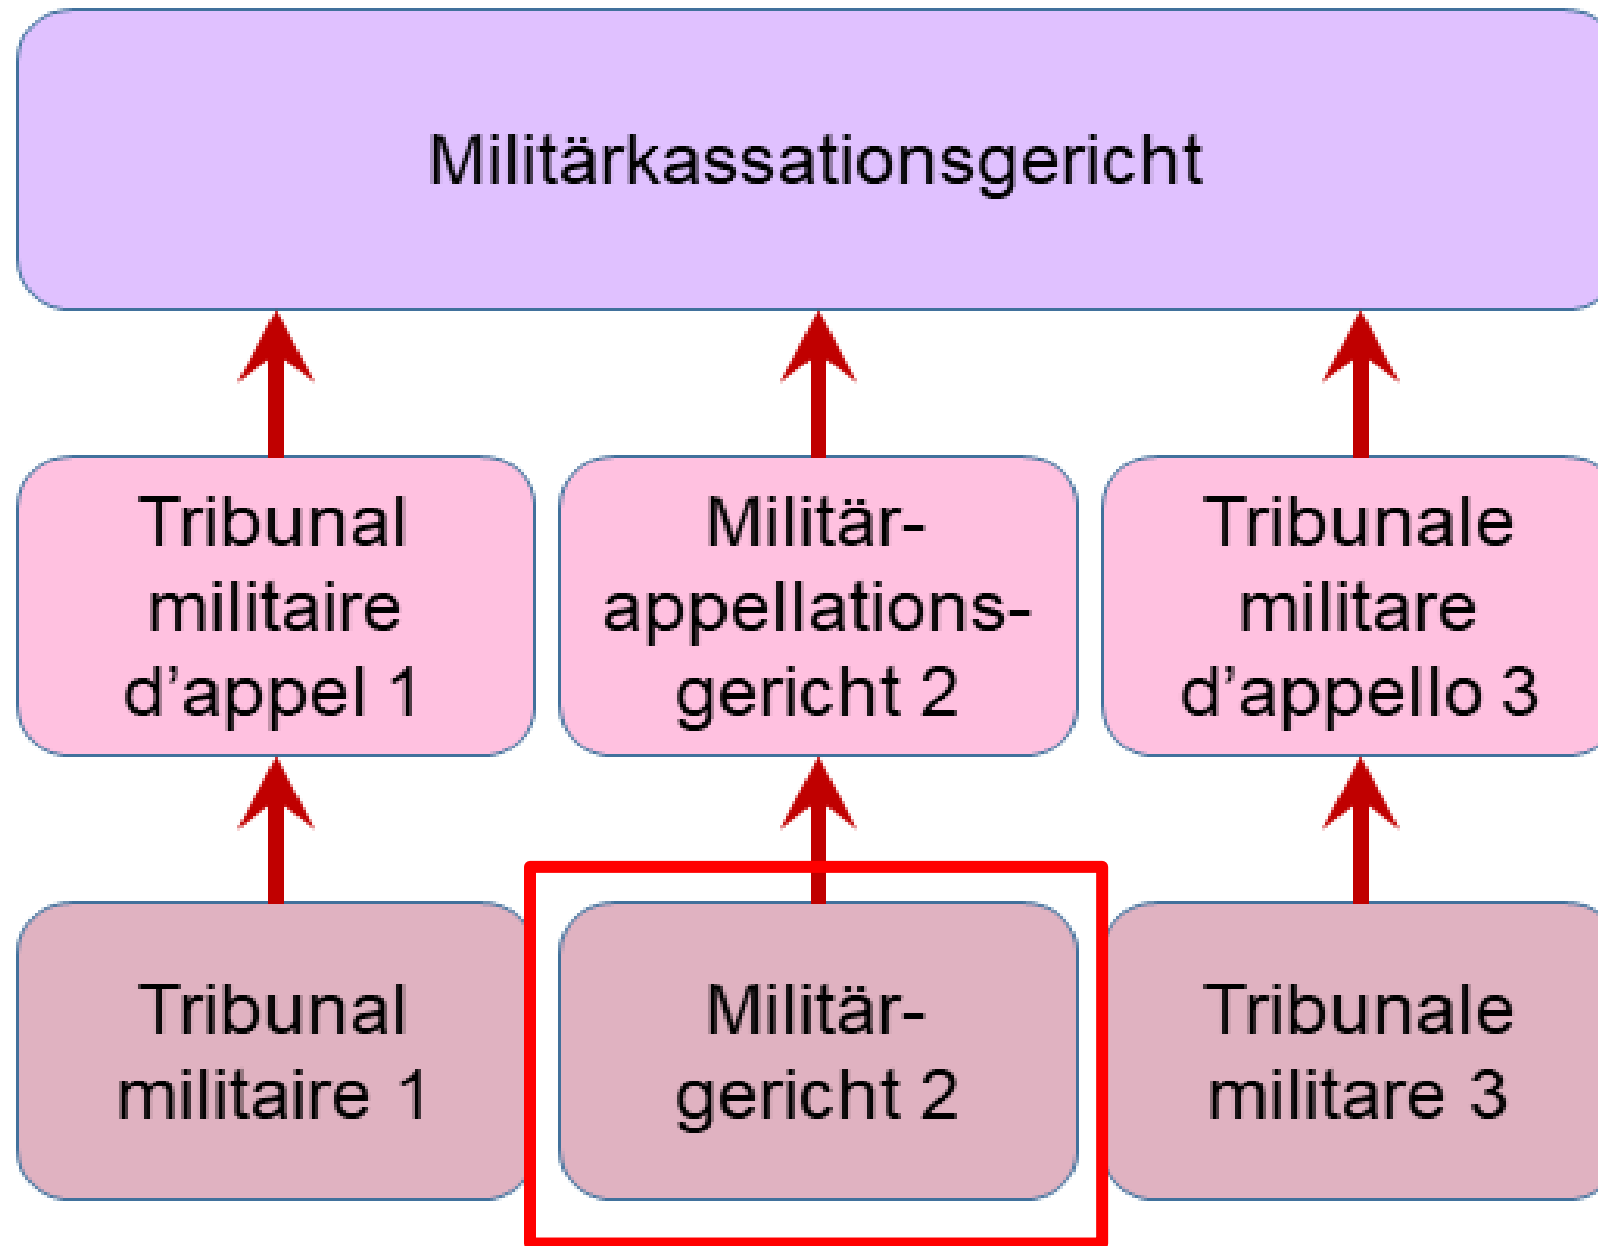 Militärkassationsgericht
Tribunal
militaire
d’appel 1
Militär-
appellations-
gericht 2
Tribunale
militare
d’appello 3
Tribunal
militaire 1
Militär-
gericht 2
Tribunale
militare 3